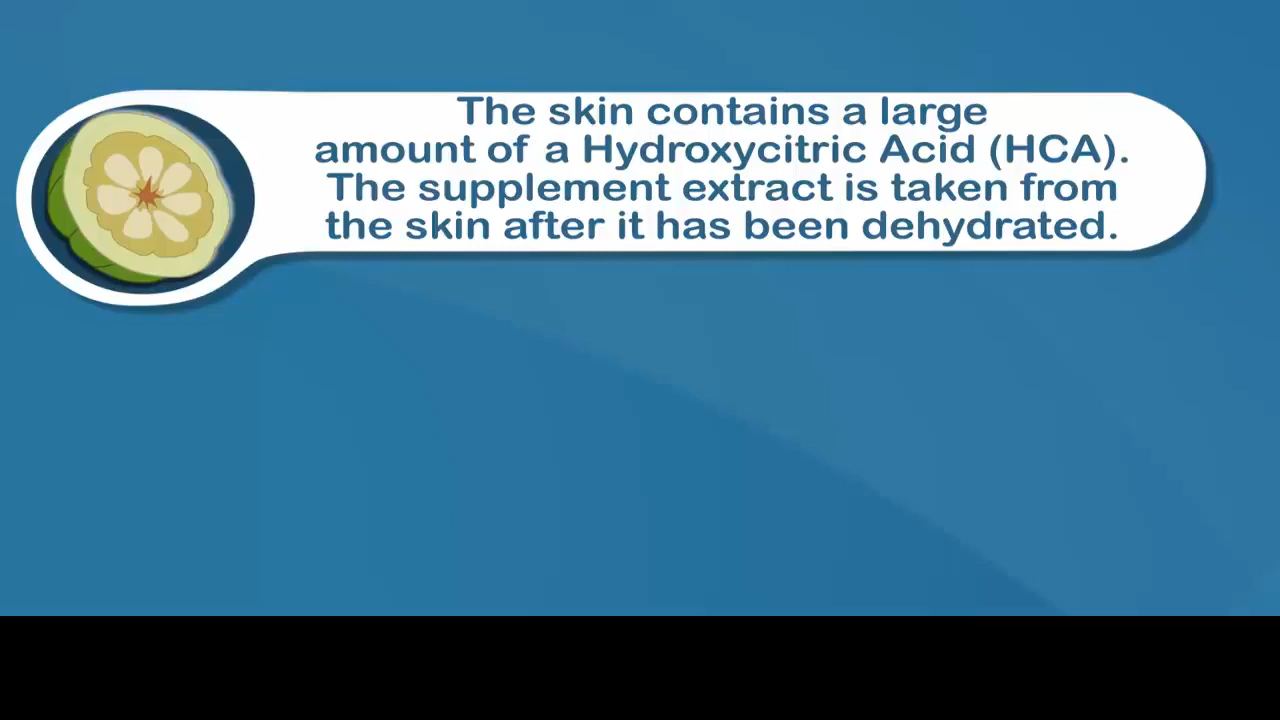 The skin contains a large
amount of a Hydroxycitric Acid (HCA).
The supplement extract is taken from
the skin after it has been dehydrated.